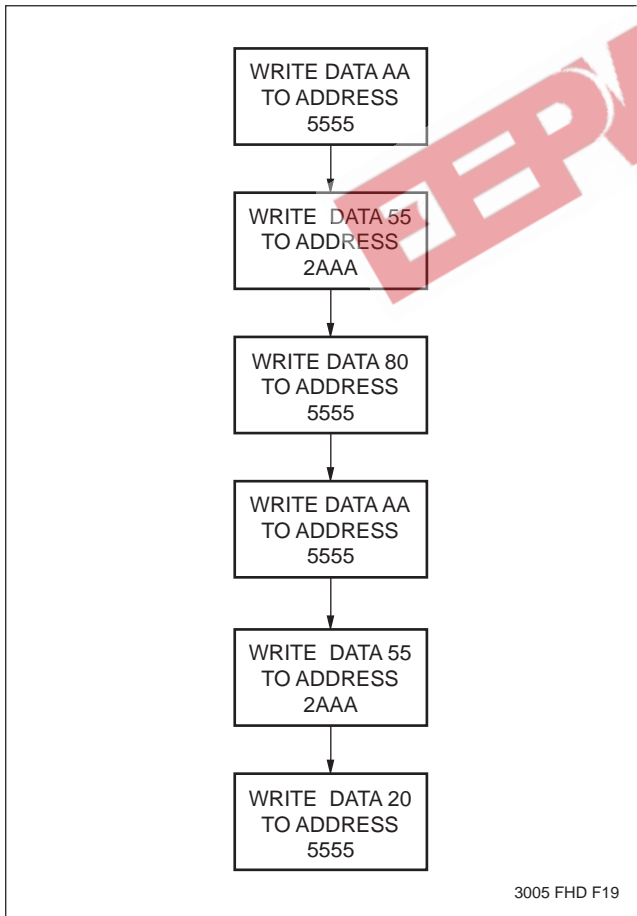 WRITE DATA AA
TO ADDRESS
5555
WRITE DATA 55
TO ADDRESS
2AAA
WRITE DATA 80
TO ADDRESS
5555
WRITE DATA AA
TO ADDRESS
5555
WRITE DATA 55
TO ADDRESS
2AAA
WRITE DATA 20
TO ADDRESS
5555
3005 FHD F19